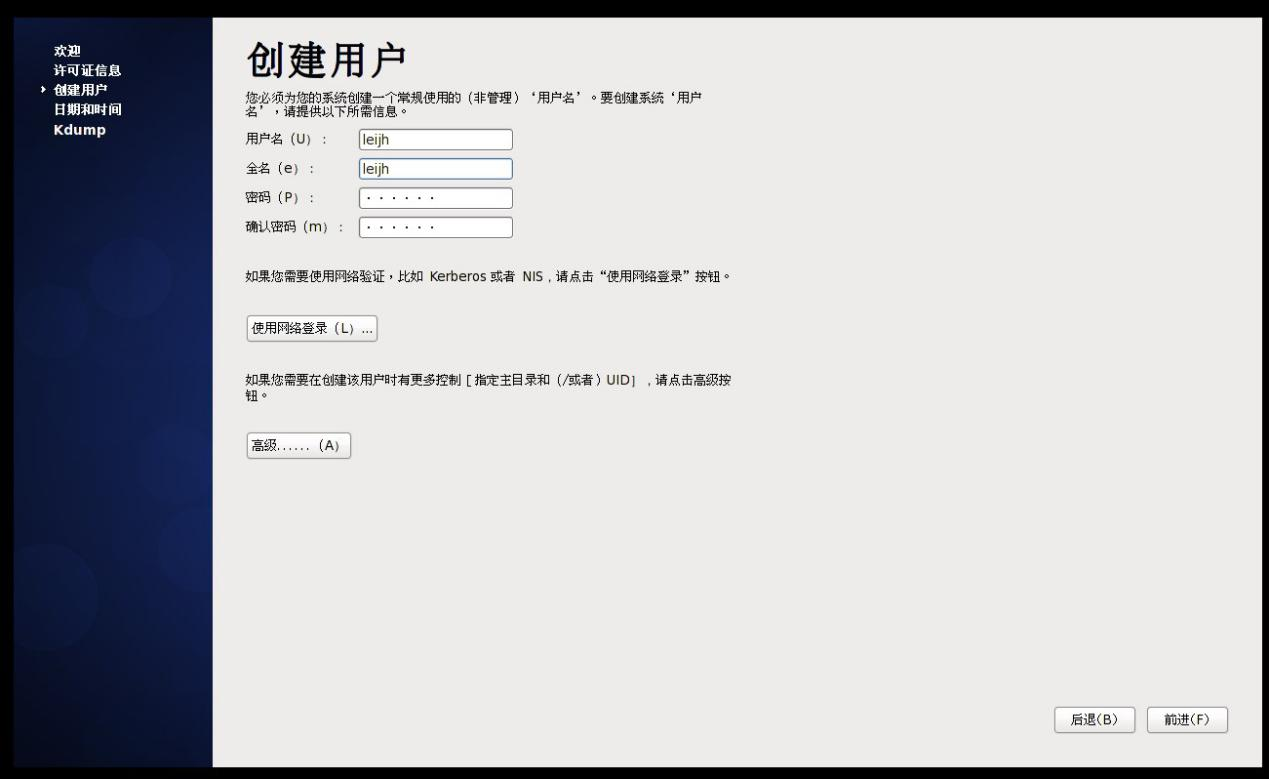 欢迎
许可证信息
创建用户
日期和时间
Kdump
创建用户
您必须为您的系统创建一个常规使用的（非管理）‘用户名’。要创建系统‘用户
名’，请提供以下所需信息。
用户名（U）： leijh
全名（e）： leijh
密码（P）： ······
确认密码（m）： ······
如果您需要使用网络验证，比如 Kerberos 或者 NIS，请点击“使用网络登录”按钮。
使用网络登录（L）...
如果您需要在创建该用户时有更多控制［指定主目录和（/或者）UID］，请点击高级按
钮。
高级......（A）
后退(B) 前进(F)